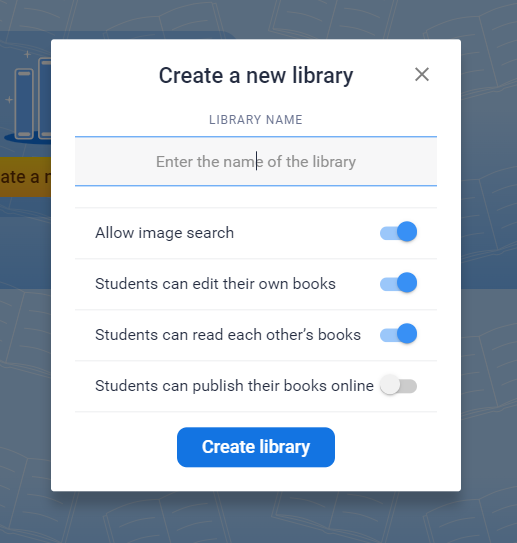 Create a new library
LIBRARY NAME
Enter the name of the library
ate a n
Allow image search
Students can edit their own books
Students can read each other’s books
Students can publish their books online
Create library